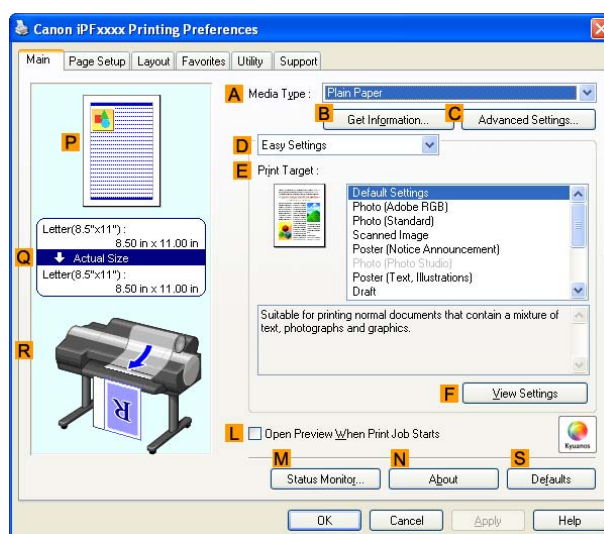 Canon iPFxxxx Printing Preferences
Main Page Setup Layout Favorites Utility Support
A Media Type : Plain Paper
B Get Information... C Advanced Settings...
D Easy Settings
E Print Target :
P
Default Settings
Photo (Adobe RGB)
Photo (Standard)
Scanned Image
Poster (Notice Announcement)
Photo (Photo Studio)
Poster (Text, Illustrations)
Draft
Letter(8.5"x11") :
8.50 in x 11.00 in
Q Actual Size
Letter(8.5"x11") :
8.50 in x 11.00 in
Suitable for printing normal documents that contain a mixture of
text, photographs and graphics.
R
R
F View Settings
L Open Preview When Print Job Starts
Kyuanos
M Status Monitor... N About S Defaults
OK Cancel Apply Help